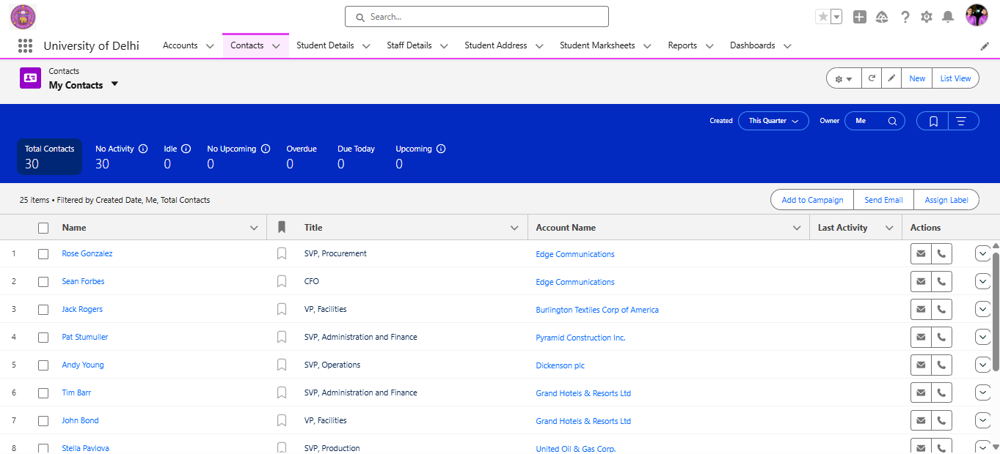 Search...
University of Delhi Accounts Contacts Student Details Staff Details Student Address Student Marksheets Reports Dashboards
Contacts
My Contacts
New List View
Created This Quarter Owner Me
Total Contacts No Activity Idle No Upcoming Overdue Due Today Upcoming
30 30 0 0 0 0 0
25 items • Filtered by Created Date, Me, Total Contacts
Add to Campaign Send Email Assign Label
Name Title Account Name Last Activity Actions
1 Rose Gonzalez SVP, Procurement Edge Communications
2 Sean Forbes CFO Edge Communications
3 Jack Rogers VP, Facilities Burlington Textiles Corp of America
4 Pat Stumuller SVP, Administration and Finance Pyramid Construction Inc.
5 Andy Young SVP, Operations Dickenson plc
6 Tim Barr SVP, Administration and Finance Grand Hotels & Resorts Ltd
7 John Bond VP, Facilities Grand Hotels & Resorts Ltd
8 Stella Pavlova SVP, Production United Oil & Gas Corp.